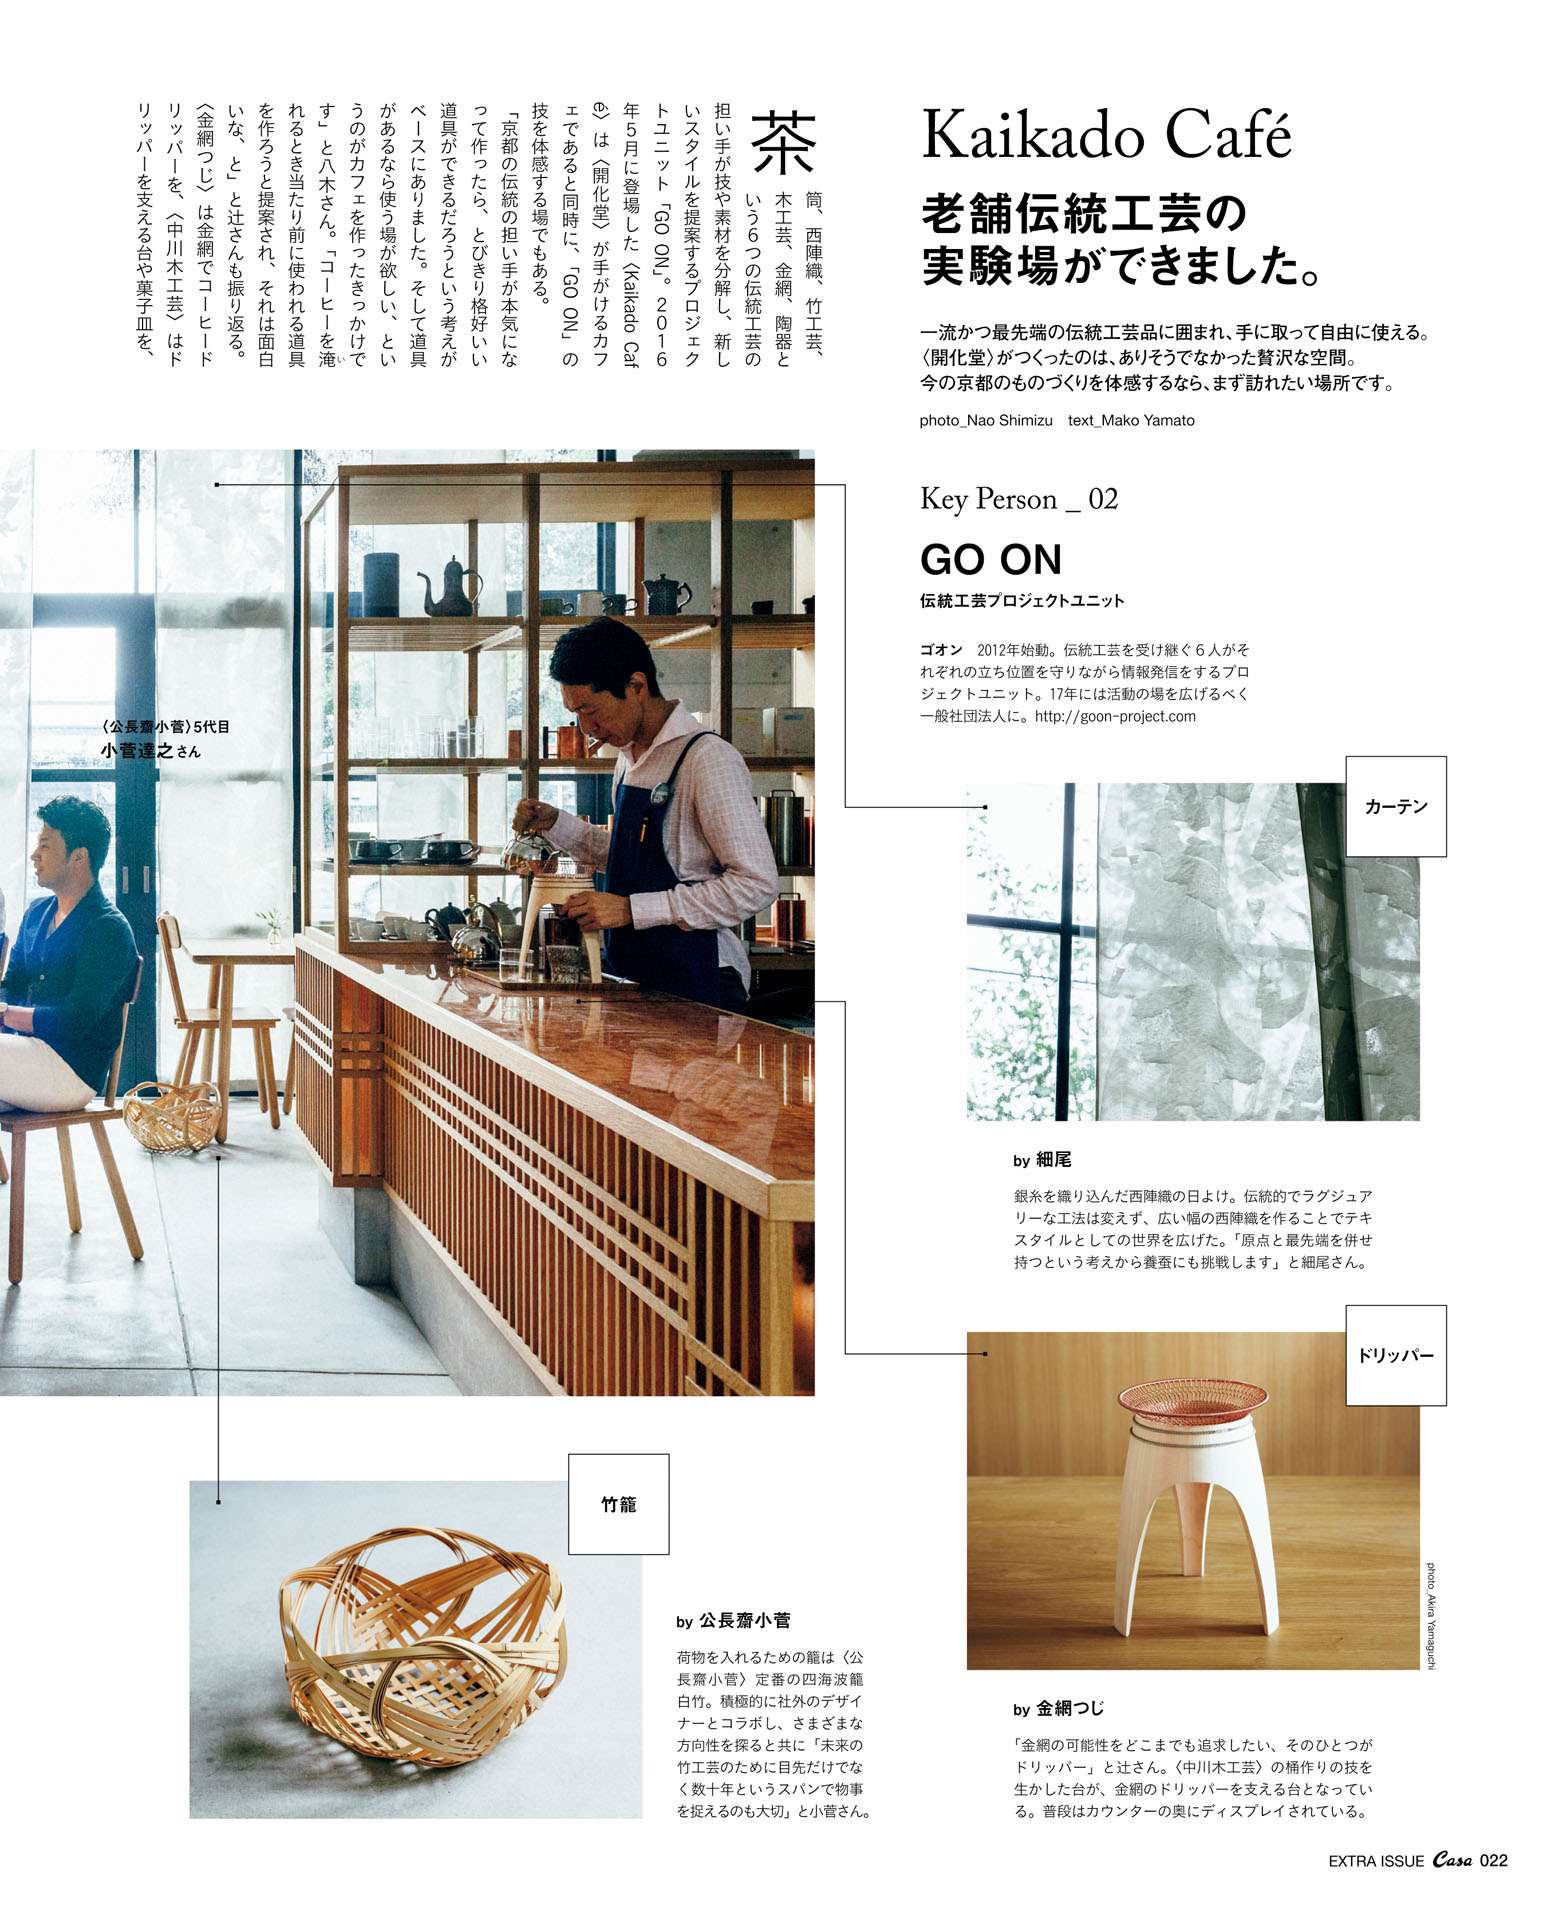 Kaikado Café
老舗伝統工芸の
実験場ができました。
一流かつ最先端の伝統工芸品に囲まれ、手に取って自由に使える。
〈開化堂〉がつくったのは、ありそうでなかった贅沢な空間。
今の京都のものづくりを体感するなら、まず訪れたい場所です。
photo_Nao Shimizu　text_Mako Yamato
茶
筒、西陣織、竹工芸、
木工芸、金網、陶器と
いう6つの伝統工芸の
担い手が技や素材を分解し、新し
いスタイルを提案するプロジェク
トユニット「GO ON」。2016
年5月に登場した〈Kaikado Caf
é〉は〈開化堂〉が手がけるカフ
ェであると同時に、「GO ON」の
技を体感する場でもある。
「京都の伝統の担い手が本気にな
って作ったら、とびきり格好いい
道具ができるだろうという考えが
ベースにありました。そして道具
があるなら使う場が欲しい、とい
うのがカフェを作ったきっかけで
す」と八木さん。「コーヒーを淹い
れるとき当たり前に使われる道具
を作ろうと提案され、それは面白
いな、と」と辻さんも振り返る。
〈金網つじ〉は金網でコーヒード
リッパーを、〈中川木工芸〉はド
リッパーを支える台や菓子皿を、
Key Person _ 02
GO ON
伝統工芸プロジェクトユニット
ゴオン　2012年始動。伝統工芸を受け継ぐ6人がそ
れぞれの立ち位置を守りながら情報発信をするプロ
ジェクトユニット。17年には活動の場を広げるべく
一般社団法人に。http://goon-project.com
〈公長齋小菅〉5代目
小菅達之さん
カーテン
by 細尾
銀糸を織り込んだ西陣織の日よけ。伝統的でラグジュア
リーな工法は変えず、広い幅の西陣織を作ることでテキ
スタイルとしての世界を広げた。「原点と最先端を併せ
持つという考えから養蚕にも挑戦します」と細尾さん。
ドリッパー
photo_Akira Yamaguchi
by 金網つじ
「金網の可能性をどこまでも追求したい、そのひとつが
ドリッパー」と辻さん。〈中川木工芸〉の桶作りの技を
生かした台が、金網のドリッパーを支える台となってい
る。普段はカウンターの奥にディスプレイされている。
竹籠
by 公長齋小菅
荷物を入れるための籠は〈公
長齋小菅〉定番の四海波籠
白竹。積極的に社外のデザイ
ナーとコラボし、さまざまな
方向性を探ると共に「未来の
竹工芸のために目先だけでな
く数十年というスパンで物事
を捉えるのも大切」と小菅さん。
EXTRA ISSUE Casa 022